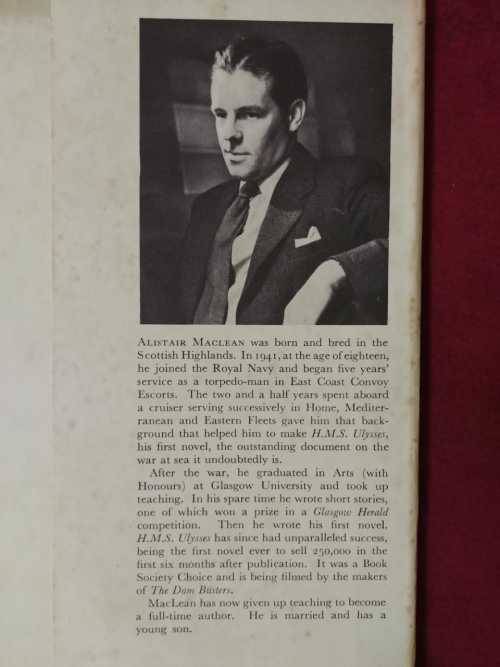 ALISTAIR MACLEAN was born and bred in the
Scottish Highlands. In 1941, at the age of eighteen,
he joined the Royal Navy and began five years'
service as a torpedo-man in East Coast Convoy
Escorts. The two and a half years spent aboard
a cruiser serving successively in Home, Mediter-
ranean and Eastern Fleets gave him that back-
ground that helped him to make H.M.S. Ulysses,
his first novel, the outstanding document on the
war at sea it undoubtedly is.
After the war, he graduated in Arts (with
Honours) at Glasgow University and took up
teaching. In his spare time he wrote short stories,
one of which won a prize in a Glasgow Herald
competition. Then he wrote his first novel.
H.M.S. Ulysses has since had unparalleled success,
being the first novel ever to sell 250,000 in the
first six months after publication. It was a Book
Society Choice and is being filmed by the makers
of The Dam Busters.
MacLean has now given up teaching to become
a full-time author. He is married and has a
young son.